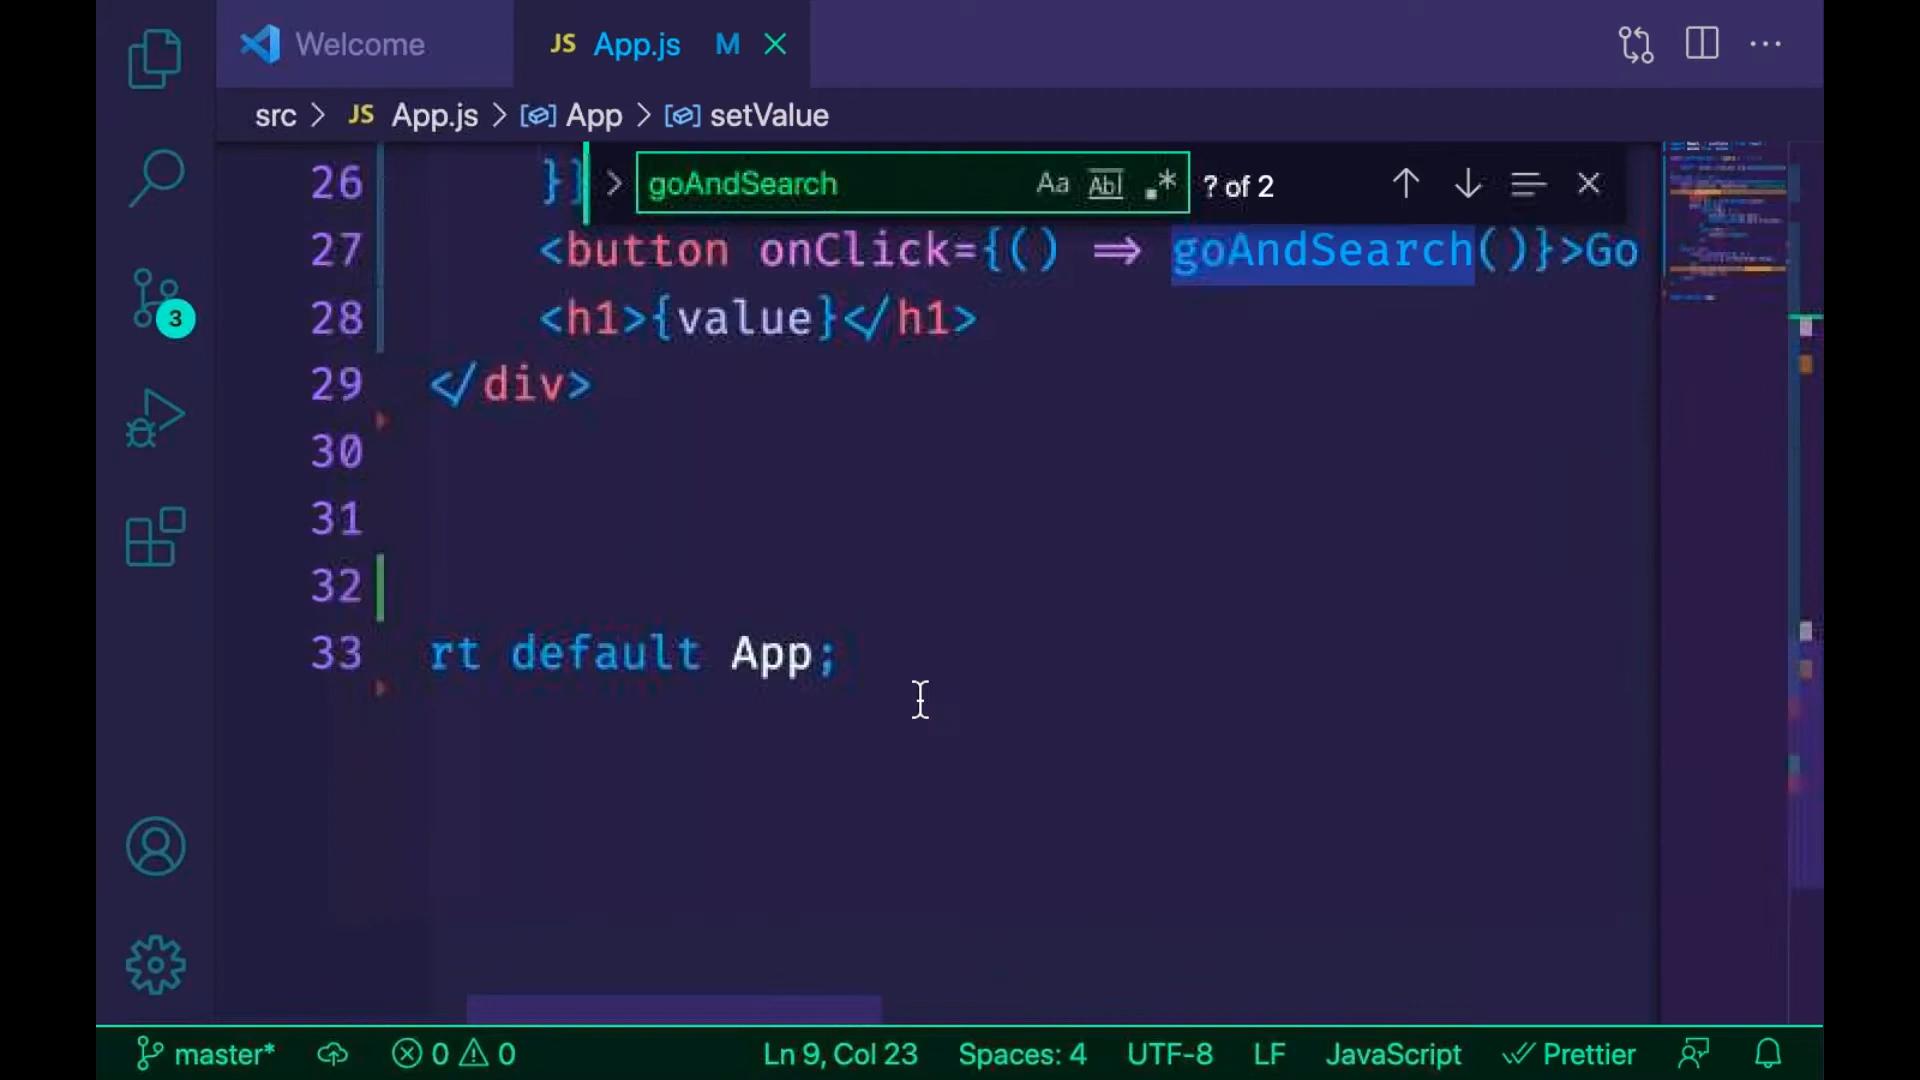 Welcome
JS App.js M
src > JS App.js > App > setValue
goAndSearch Aa Abl .* ? of 2
26 }}
27 <button onClick={() => goAndSearch()}>Go
28 <h1>{value}</h1>
29 </div>
30
31
32
33 rt default App;
3
master* 0 0 Ln 9, Col 23 Spaces: 4 UTF-8 LF JavaScript Prettier